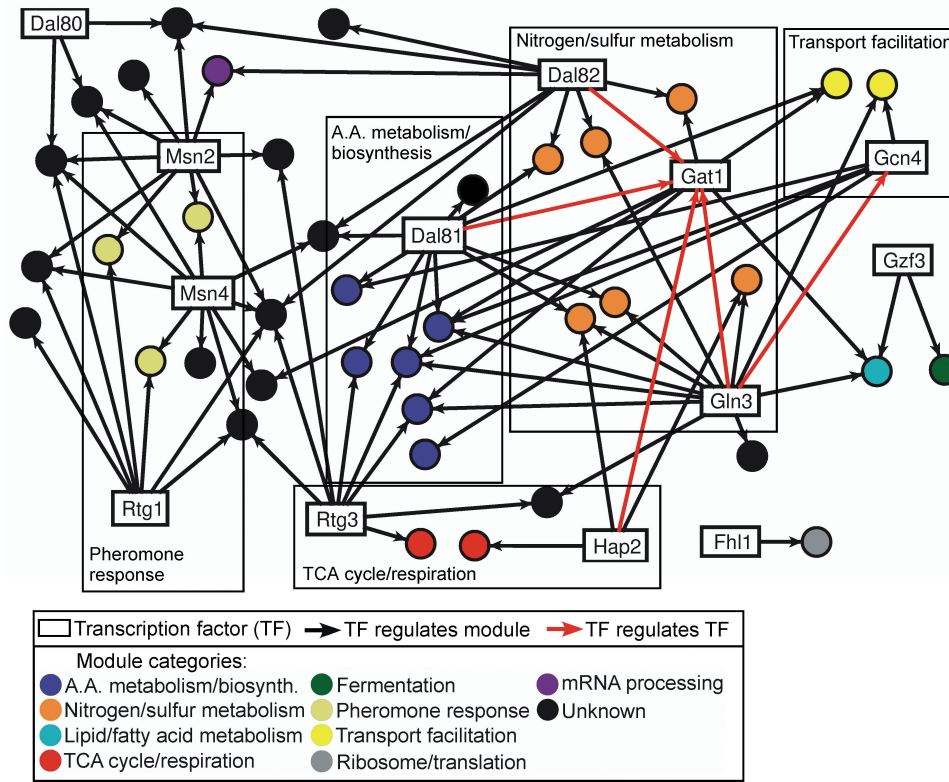 Dal80
Nitrogen/sulfur metabolism
Transport facilitation
Dal82
A.A. metabolism/
biosynthesis
Msn2
Gcn4
Gat1
Dal81
Gzf3
Msn4
Gln3
Rtg1
Rtg3
Hap2
Fhl1
Pheromone
response
TCA cycle/respiration
Transcription factor (TF)
TF regulates module
TF regulates TF
Module categories:
A.A. metabolism/biosynth.
Fermentation
mRNA processing
Nitrogen/sulfur metabolism
Pheromone response
Unknown
Lipid/fatty acid metabolism
Transport facilitation
TCA cycle/respiration
Ribosome/translation